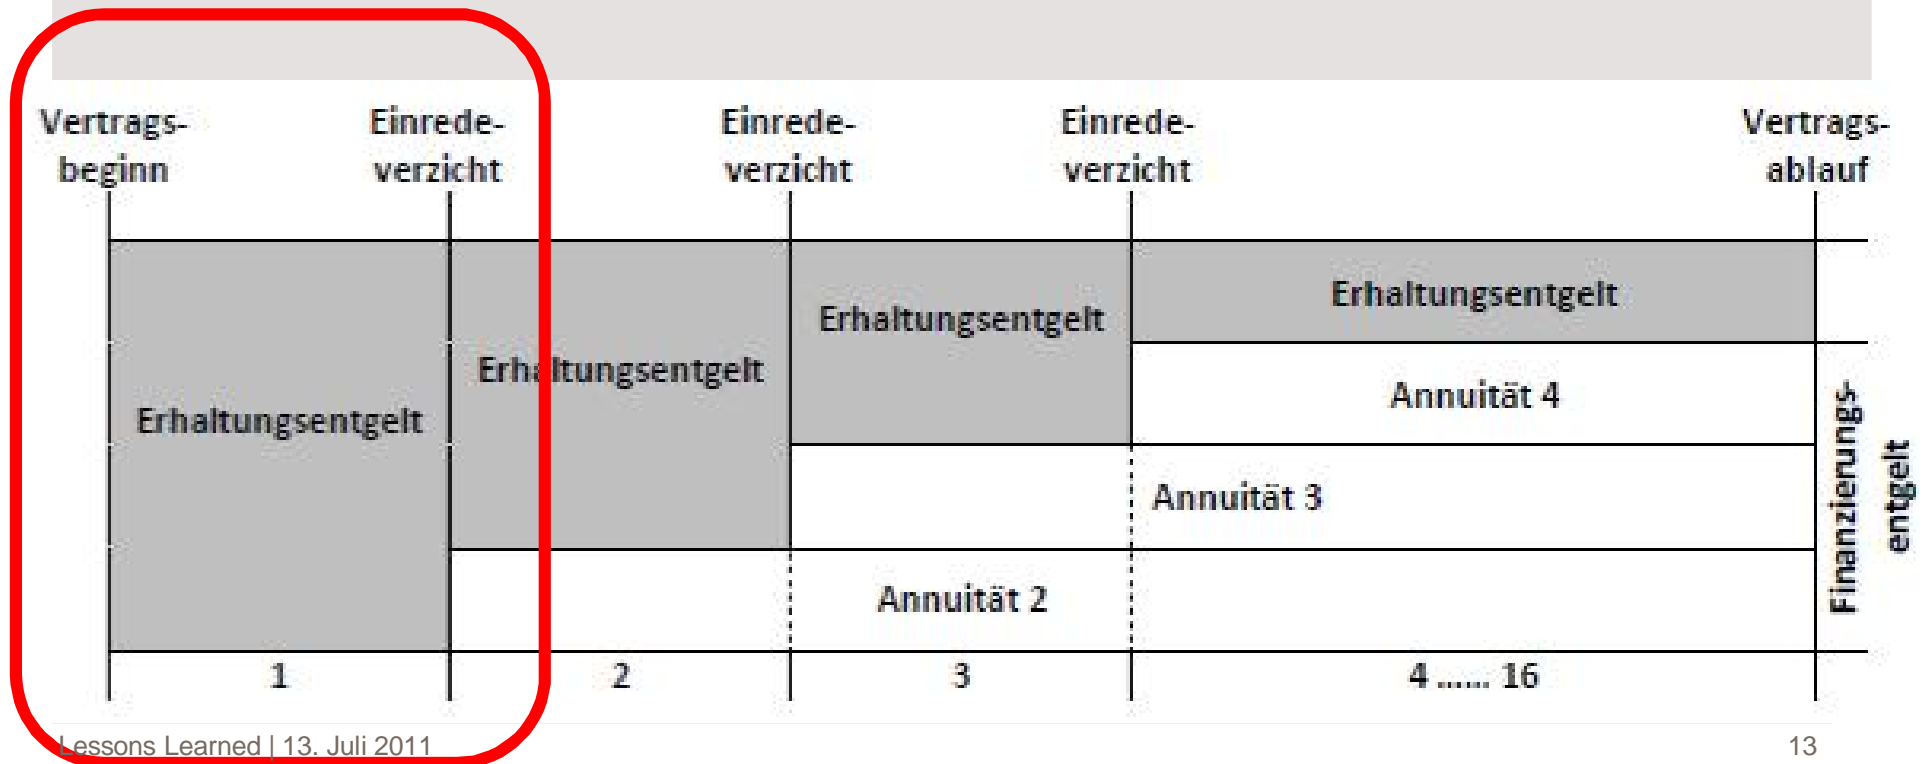 Vertrags-
beginn
Einrede-
verzicht
Einrede-
verzicht
Einrede-
verzicht
Vertrags-
ablauf
Erhaltungsentgelt
Erhaltungsentgelt
Erhaltungsentgelt
Erhaltungsentgelt
Annuität 4
Annuität 3
Annuität 2
Finanzierungs-
entgelt
1
2
3
4 ...... 16
Lessons Learned | 13. Juli 2011
13